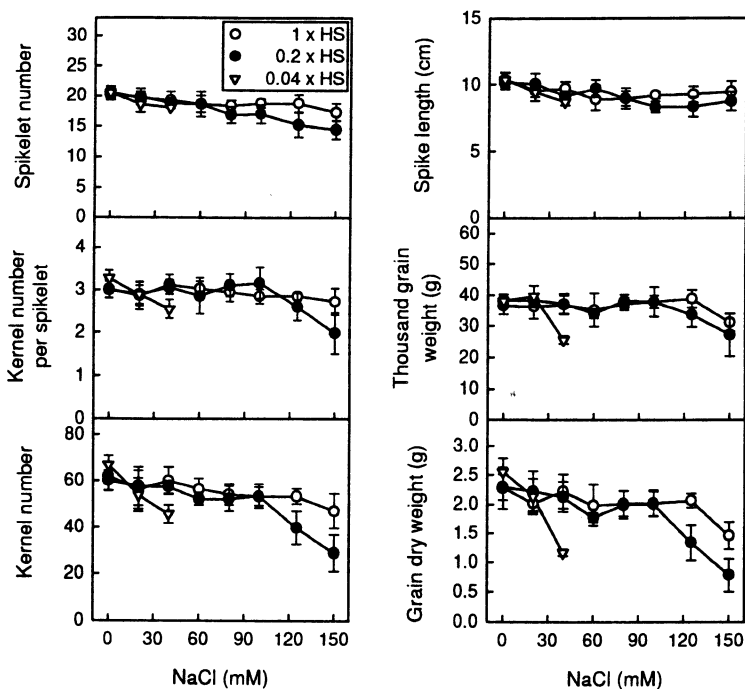 30
25
20
15
10
5
0
Spikelet number
1 x HS
0.2 x HS
0.04 x HS
15
10
5
0
Spike length (cm)
4
3
2
1
0
Kernel number
per spikelet
60
50
40
30
20
10
0
Thousand grain
weight (g)
80
60
40
20
0
Kernel number
3.0
2.5
2.0
1.5
1.0
0.5
0.0
Grain dry weight (g)
0 30 60 90 120 150
NaCl (mM)
0 30 60 90 120 150
NaCl (mM)